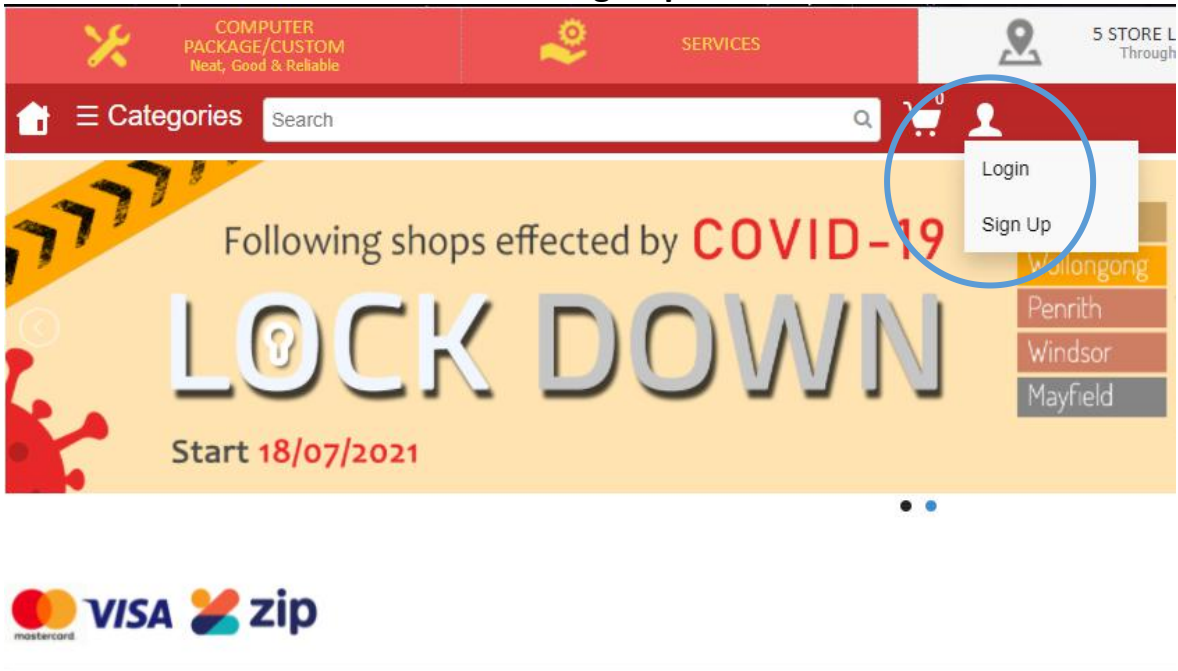 COMPUTER
PACKAGE/CUSTOM
Neat, Good & Reliable
SERVICES
5 STORE L
Through
Categories
Search
0
Login
Sign Up
Following shops effected by COVID-19
LOCK DOWN
Start 18/07/2021
Wollongong
Penrith
Windsor
Mayfield
mastercard
VISA
zip